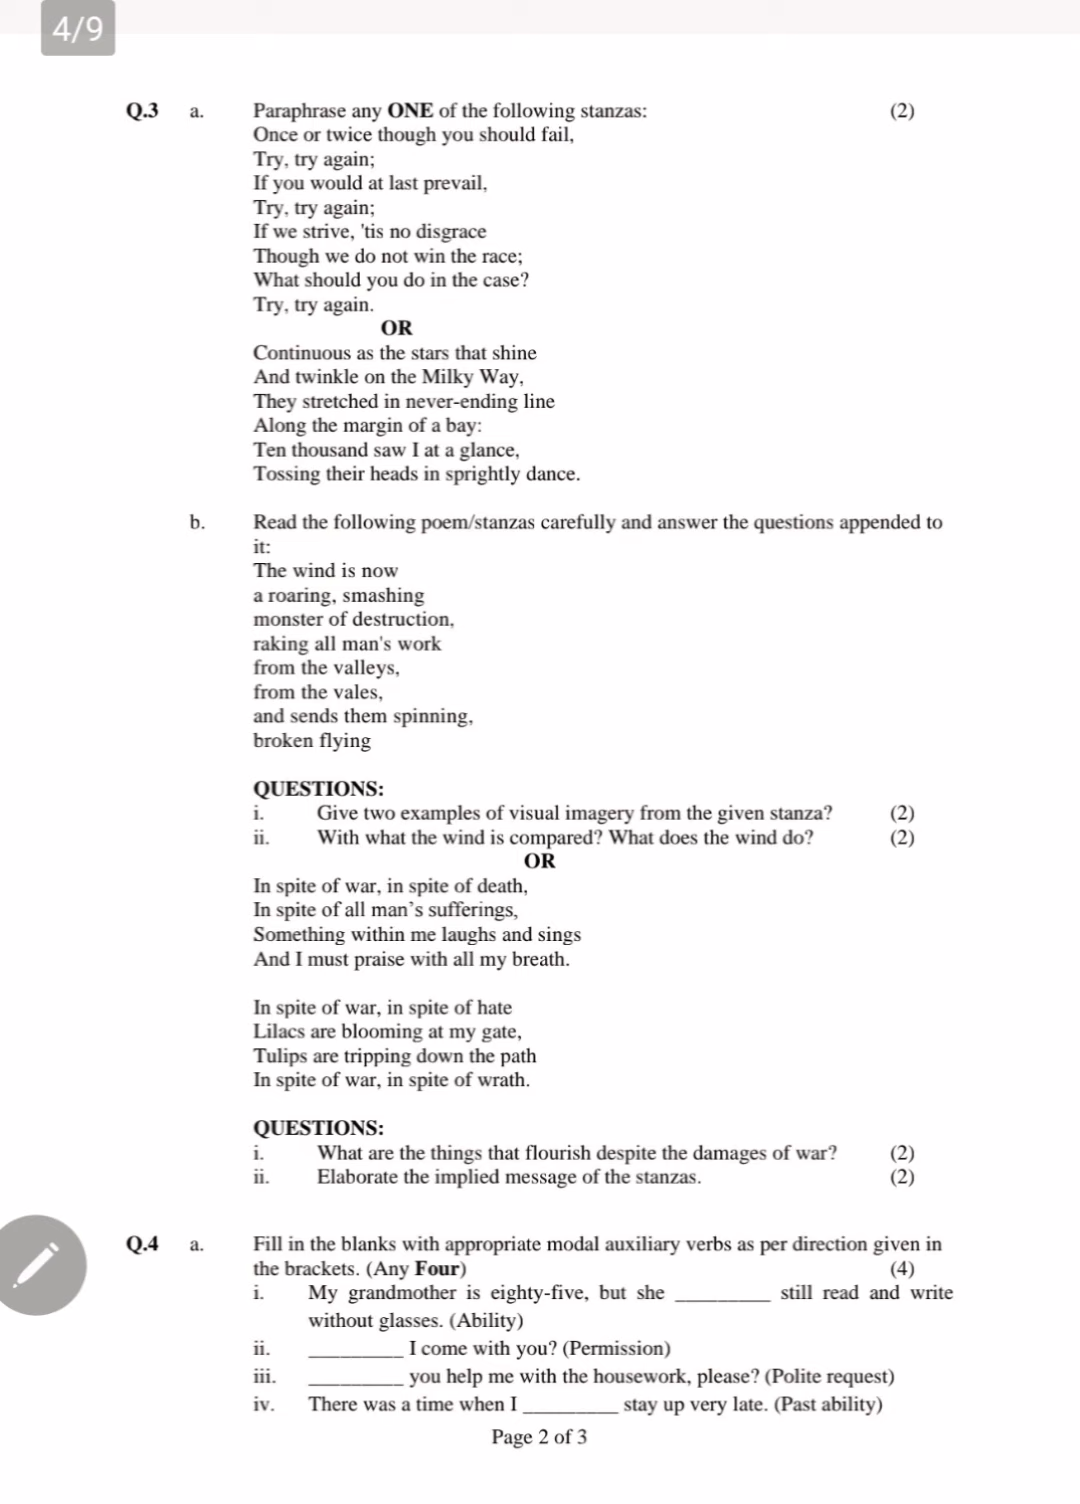 4/9
Q.3 a. Paraphrase any ONE of the following stanzas: (2)
Once or twice though you should fail,
Try, try again;
If you would at last prevail,
Try, try again;
If we strive, 'tis no disgrace
Though we do not win the race;
What should you do in the case?
Try, try again.
OR
Continuous as the stars that shine
And twinkle on the Milky Way,
They stretched in never-ending line
Along the margin of a bay:
Ten thousand saw I at a glance,
Tossing their heads in sprightly dance.
b. Read the following poem/stanzas carefully and answer the questions appended to
it:
The wind is now
a roaring, smashing
monster of destruction,
raking all man's work
from the valleys,
from the vales,
and sends them spinning,
broken flying
QUESTIONS:
i. Give two examples of visual imagery from the given stanza? (2)
ii. With what the wind is compared? What does the wind do? (2)
OR
In spite of war, in spite of death,
In spite of all man’s sufferings,
Something within me laughs and sings
And I must praise with all my breath.
In spite of war, in spite of hate
Lilacs are blooming at my gate,
Tulips are tripping down the path
In spite of war, in spite of wrath.
QUESTIONS:
i. What are the things that flourish despite the damages of war? (2)
ii. Elaborate the implied message of the stanzas. (2)
Q.4 a. Fill in the blanks with appropriate modal auxiliary verbs as per direction given in
the brackets. (Any Four) (4)
i. My grandmother is eighty-five, but she _________ still read and write
without glasses. (Ability)
ii. _________ I come with you? (Permission)
iii. _________ you help me with the housework, please? (Polite request)
iv. There was a time when I _________ stay up very late. (Past ability)
Page 2 of 3